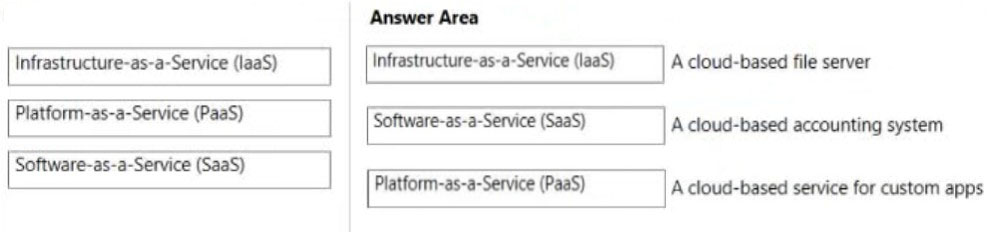 Answer Area
Infrastructure-as-a-Service (IaaS)
Platform-as-a-Service (PaaS)
Software-as-a-Service (SaaS)
Infrastructure-as-a-Service (IaaS) A cloud-based file server
Software-as-a-Service (SaaS) A cloud-based accounting system
Platform-as-a-Service (PaaS) A cloud-based service for custom apps